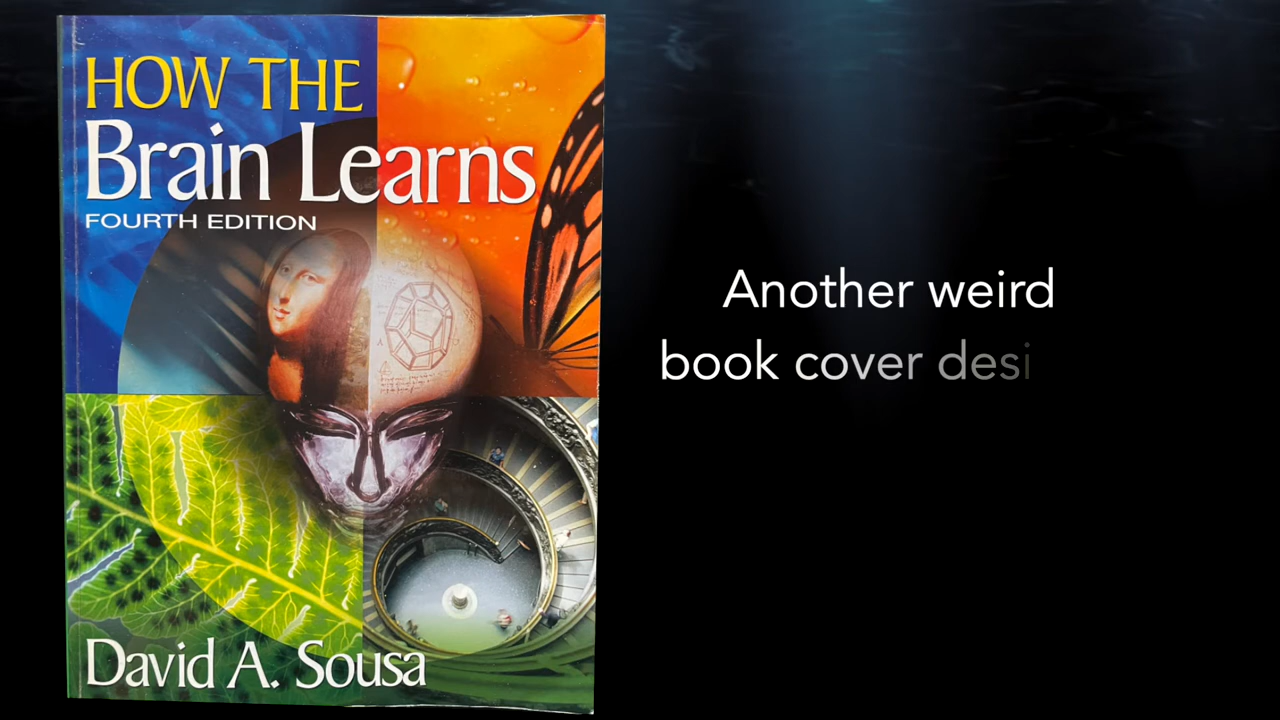 HOW THE
Brain Learns
FOURTH EDITION
David A. Sousa
Another weird
book cover desi